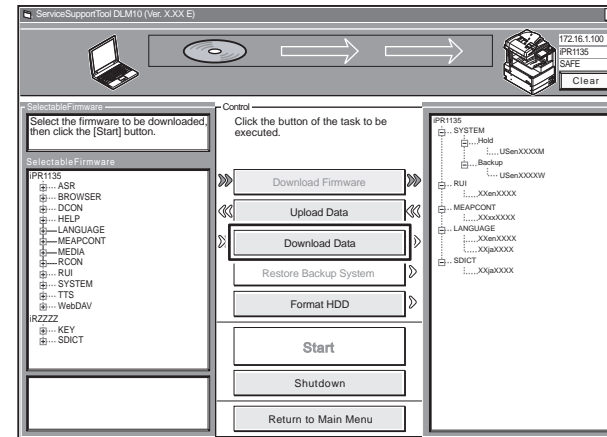 ServiceSupportTool DLM10 (Ver. X.XX E)
172.16.1.100
iPR1135
SAFE
Clear
SelectableFirmware
Select the firmware to be downloaded,
then click the [Start] button.
SelectableFirmware
iPR1135
ASR
BROWSER
DCON
HELP
LANGUAGE
MEAPCONT
MEDIA
RCON
RUI
SYSTEM
TTS
WebDAV
iRZZZZ
KEY
SDICT
Control
Click the button of the task to be
executed.
Download Firmware
Upload Data
Download Data
Restore Backup System
Format HDD
Start
Shutdown
Return to Main Menu
iPR1135
SYSTEM
Hold
USenXXXXM
Backup
USenXXXXW
RUI
XXenXXXX
MEAPCONT
XXxxXXXX
LANGUAGE
XXenXXXX
XXjaXXXX
SDICT
XXjaXXXX